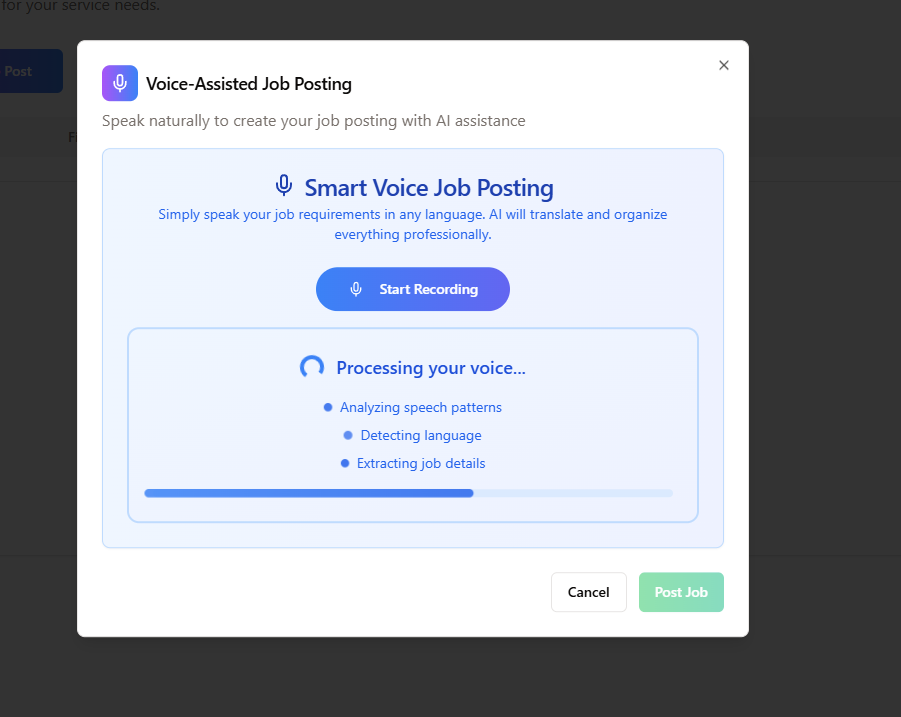 for your service needs.
Post
Voice-Assisted Job Posting
Speak naturally to create your job posting with AI assistance
Smart Voice Job Posting
Simply speak your job requirements in any language. AI will translate and organize
everything professionally.
Start Recording
Processing your voice...
Analyzing speech patterns
Detecting language
Extracting job details
Cancel
Post Job